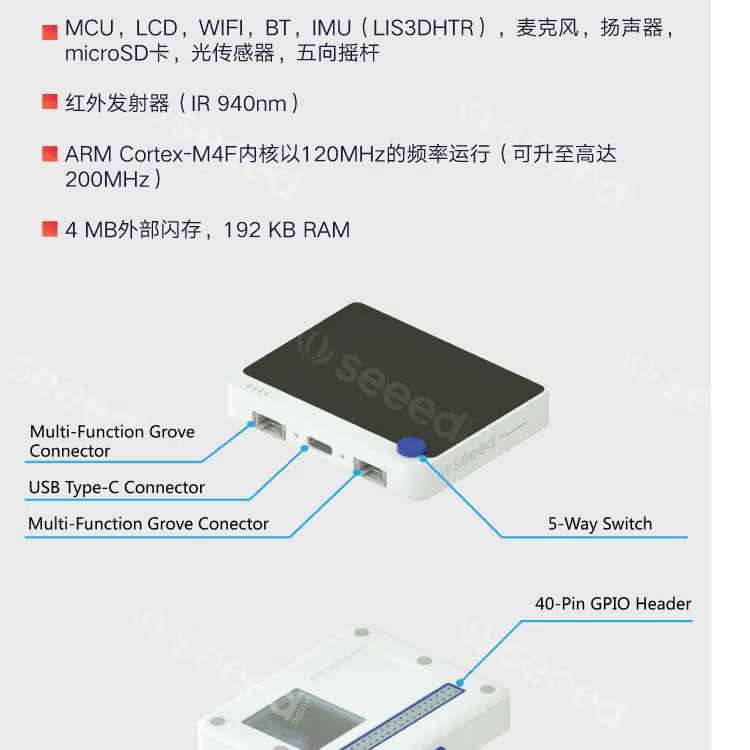 MCU，LCD，WIFI，BT，IMU（LIS3DHTR），麦克风，扬声器，
microSD卡，光传感器，五向摇杆
红外发射器（IR 940nm）
ARM Cortex-M4F内核以120MHz的频率运行（可升至高达
200MHz）
4 MB外部闪存，192 KB RAM
seeed
Multi-Function Grove
Connector
USB Type-C Connector
Multi-Function Grove Conector
seeed
5-Way Switch
40-Pin GPIO Header